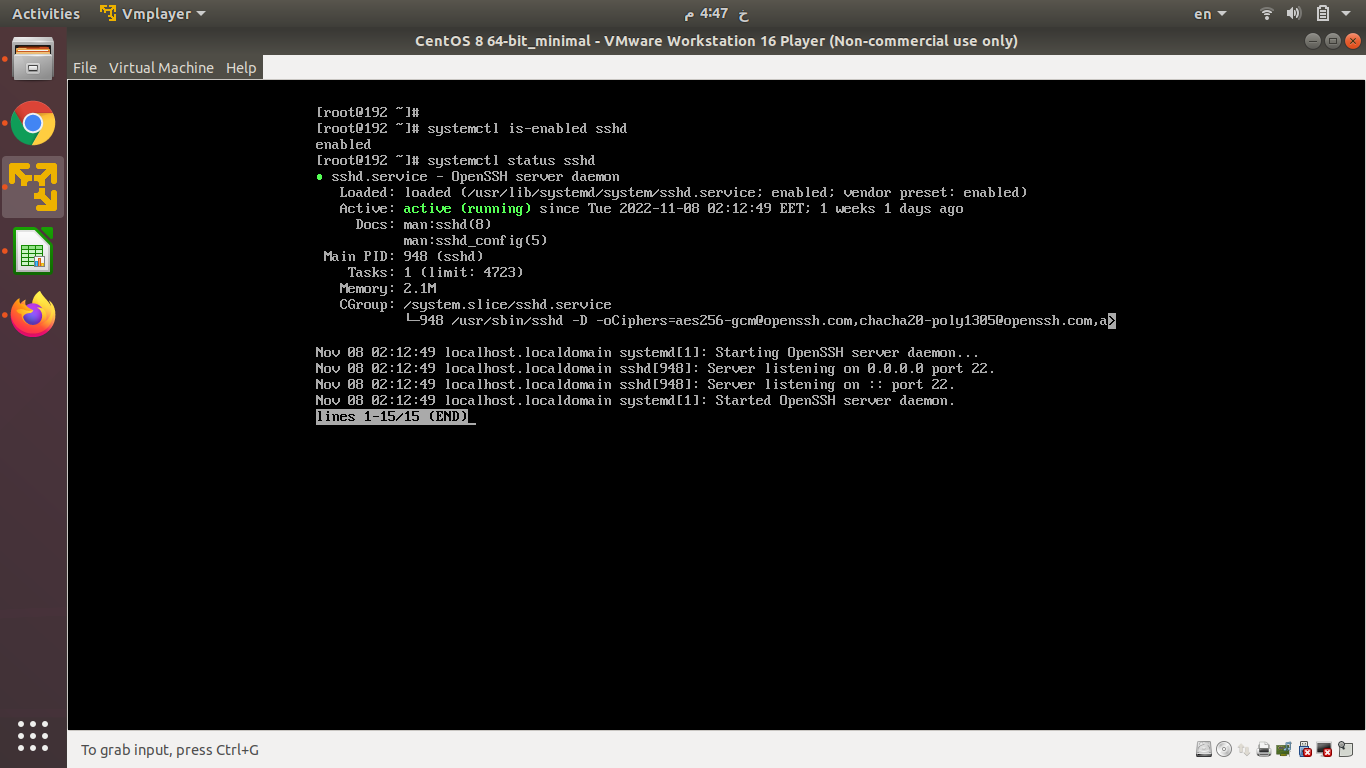 Activities Vmplayer خ 4:47 م en
CentOS 8 64-bit_minimal - VMware Workstation 16 Player (Non-commercial use only)
File Virtual Machine Help
[root@192 ~]#
[root@192 ~]# systemctl is-enabled sshd
enabled
[root@192 ~]# systemctl status sshd
● sshd.service - OpenSSH server daemon
Loaded: loaded (/usr/lib/systemd/system/sshd.service; enabled; vendor preset: enabled)
Active: active (running) since Tue 2022-11-08 02:12:49 EET; 1 weeks 1 days ago
Docs: man:sshd(8)
man:sshd_config(5)
Main PID: 948 (sshd)
Tasks: 1 (limit: 4723)
Memory: 2.1M
CGroup: /system.slice/sshd.service
└─948 /usr/sbin/sshd -D -oCiphers=aes256-gcm@openssh.com,chacha20-poly1305@openssh.com,a>
Nov 08 02:12:49 localhost.localdomain systemd[1]: Starting OpenSSH server daemon...
Nov 08 02:12:49 localhost.localdomain sshd[948]: Server listening on 0.0.0.0 port 22.
Nov 08 02:12:49 localhost.localdomain sshd[948]: Server listening on :: port 22.
Nov 08 02:12:49 localhost.localdomain systemd[1]: Started OpenSSH server daemon.
lines 1-15/15 (END)
To grab input, press Ctrl+G